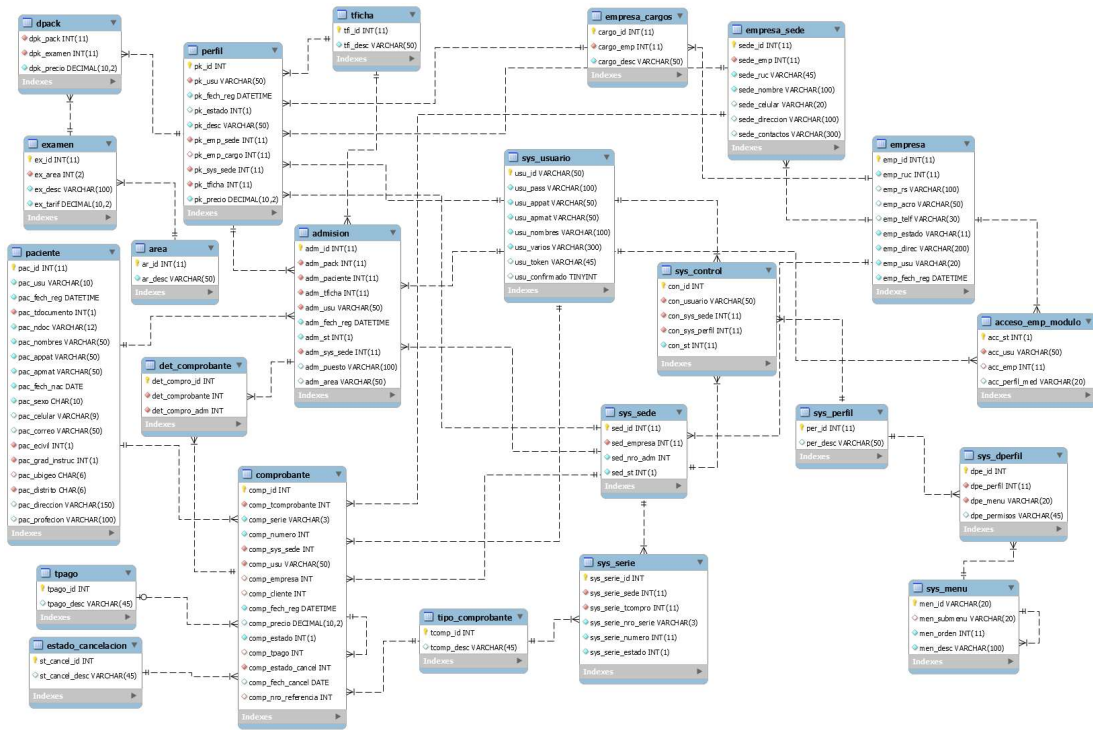 dpack
dpk_pack INT(11)
dpk_examen INT(11)
dpk_precio DECIMAL(10,2)
Indexes
perfil
pk_id INT
pk_usu VARCHAR(50)
pk_fech_reg DATETIME
pk_estado INT(1)
pk_desc VARCHAR(50)
pk_emp_sede INT(11)
pk_emp_cargo INT(11)
pk_sys_sede INT(11)
pk_tficha INT(11)
pk_precio DECIMAL(10,2)
Indexes
tficha
tfi_id INT(11)
tfi_desc VARCHAR(50)
Indexes
empresa_cargos
cargo_id INT(11)
cargo_emp INT(11)
cargo_desc VARCHAR(50)
Indexes
empresa_sede
sede_id INT(11)
sede_emp INT(11)
sede_ruc VARCHAR(45)
sede_nombre VARCHAR(100)
sede_celular VARCHAR(20)
sede_direccion VARCHAR(100)
sede_contactos VARCHAR(300)
Indexes
examen
ex_id INT(11)
ex_area INT(2)
ex_desc VARCHAR(100)
ex_tarif DECIMAL(10,2)
Indexes
sys_usuario
usu_id VARCHAR(50)
usu_pass VARCHAR(100)
usu_appat VARCHAR(50)
usu_apmat VARCHAR(50)
usu_nombres VARCHAR(100)
usu_varios VARCHAR(300)
usu_token VARCHAR(45)
usu_confirmado TINYINT
Indexes
empresa
emp_id INT(11)
emp_ruc INT(11)
emp_rs VARCHAR(100)
emp_acro VARCHAR(50)
emp_telf VARCHAR(30)
emp_estado VARCHAR(11)
emp_direc VARCHAR(200)
emp_usu VARCHAR(20)
emp_fech_reg DATETIME
Indexes
paciente
pac_id INT(11)
pac_usu VARCHAR(10)
pac_fech_reg DATETIME
pac_tdocumento INT(1)
pac_ndoc VARCHAR(12)
pac_nombres VARCHAR(50)
pac_appat VARCHAR(50)
pac_apmat VARCHAR(50)
pac_fech_nac DATE
pac_sexo CHAR(10)
pac_celular VARCHAR(9)
pac_correo VARCHAR(50)
pac_ecivil INT(1)
pac_grad_instruc INT(1)
pac_ubigeo CHAR(6)
pac_distrito CHAR(6)
pac_direccion VARCHAR(150)
pac_profecion VARCHAR(100)
Indexes
area
ar_id INT(11)
ar_desc VARCHAR(50)
Indexes
admision
adm_id INT(11)
adm_pack INT(11)
adm_paciente INT(11)
adm_tficha INT(11)
adm_usu VARCHAR(50)
adm_fech_reg DATETIME
adm_st INT(1)
adm_sys_sede INT(11)
adm_puesto VARCHAR(100)
adm_area VARCHAR(50)
Indexes
sys_control
con_id INT
con_usuario VARCHAR(50)
con_sys_sede INT(11)
con_sys_perfil INT(11)
con_st INT(11)
Indexes
acceso_emp_modulo
acc_st INT(1)
acc_usu VARCHAR(50)
acc_emp INT(11)
acc_perfil_med VARCHAR(20)
Indexes
det_comprobante
det_compro_id INT
det_comprobante INT
det_compro_adm INT
Indexes
sys_sede
sed_id INT(11)
sed_empresa INT(11)
sed_nro_adm INT
sed_st INT(1)
Indexes
sys_perfil
per_id INT(11)
per_desc VARCHAR(50)
Indexes
sys_dperfil
dpe_id INT
dpe_perfil INT(11)
dpe_menu VARCHAR(20)
dpe_permisos VARCHAR(45)
Indexes
comprobante
comp_id INT
comp_tcomprobante INT
comp_serie VARCHAR(3)
comp_numero INT
comp_sys_sede INT
comp_usu VARCHAR(50)
comp_empresa INT
comp_cliente INT
comp_fech_reg DATETIME
comp_precio DECIMAL(10,2)
comp_estado INT(1)
comp_tpago INT
comp_estado_cancel INT
comp_fech_cancel DATE
comp_nro_referencia INT
Indexes
tpago
tpago_id INT
tpago_desc VARCHAR(45)
Indexes
estado_cancelacion
st_cancel_id INT
st_cancel_desc VARCHAR(45)
Indexes
tipo_comprobante
tcomp_id INT
tcomp_desc VARCHAR(45)
Indexes
sys_serie
sys_serie_id INT
sys_serie_sede INT(11)
sys_serie_tcompro INT(11)
sys_serie_nro_serie VARCHAR(3)
sys_serie_numero INT(11)
sys_serie_estado INT(1)
Indexes
sys_menu
men_id VARCHAR(20)
men_submenu VARCHAR(20)
men_orden INT(11)
men_desc VARCHAR(100)
Indexes